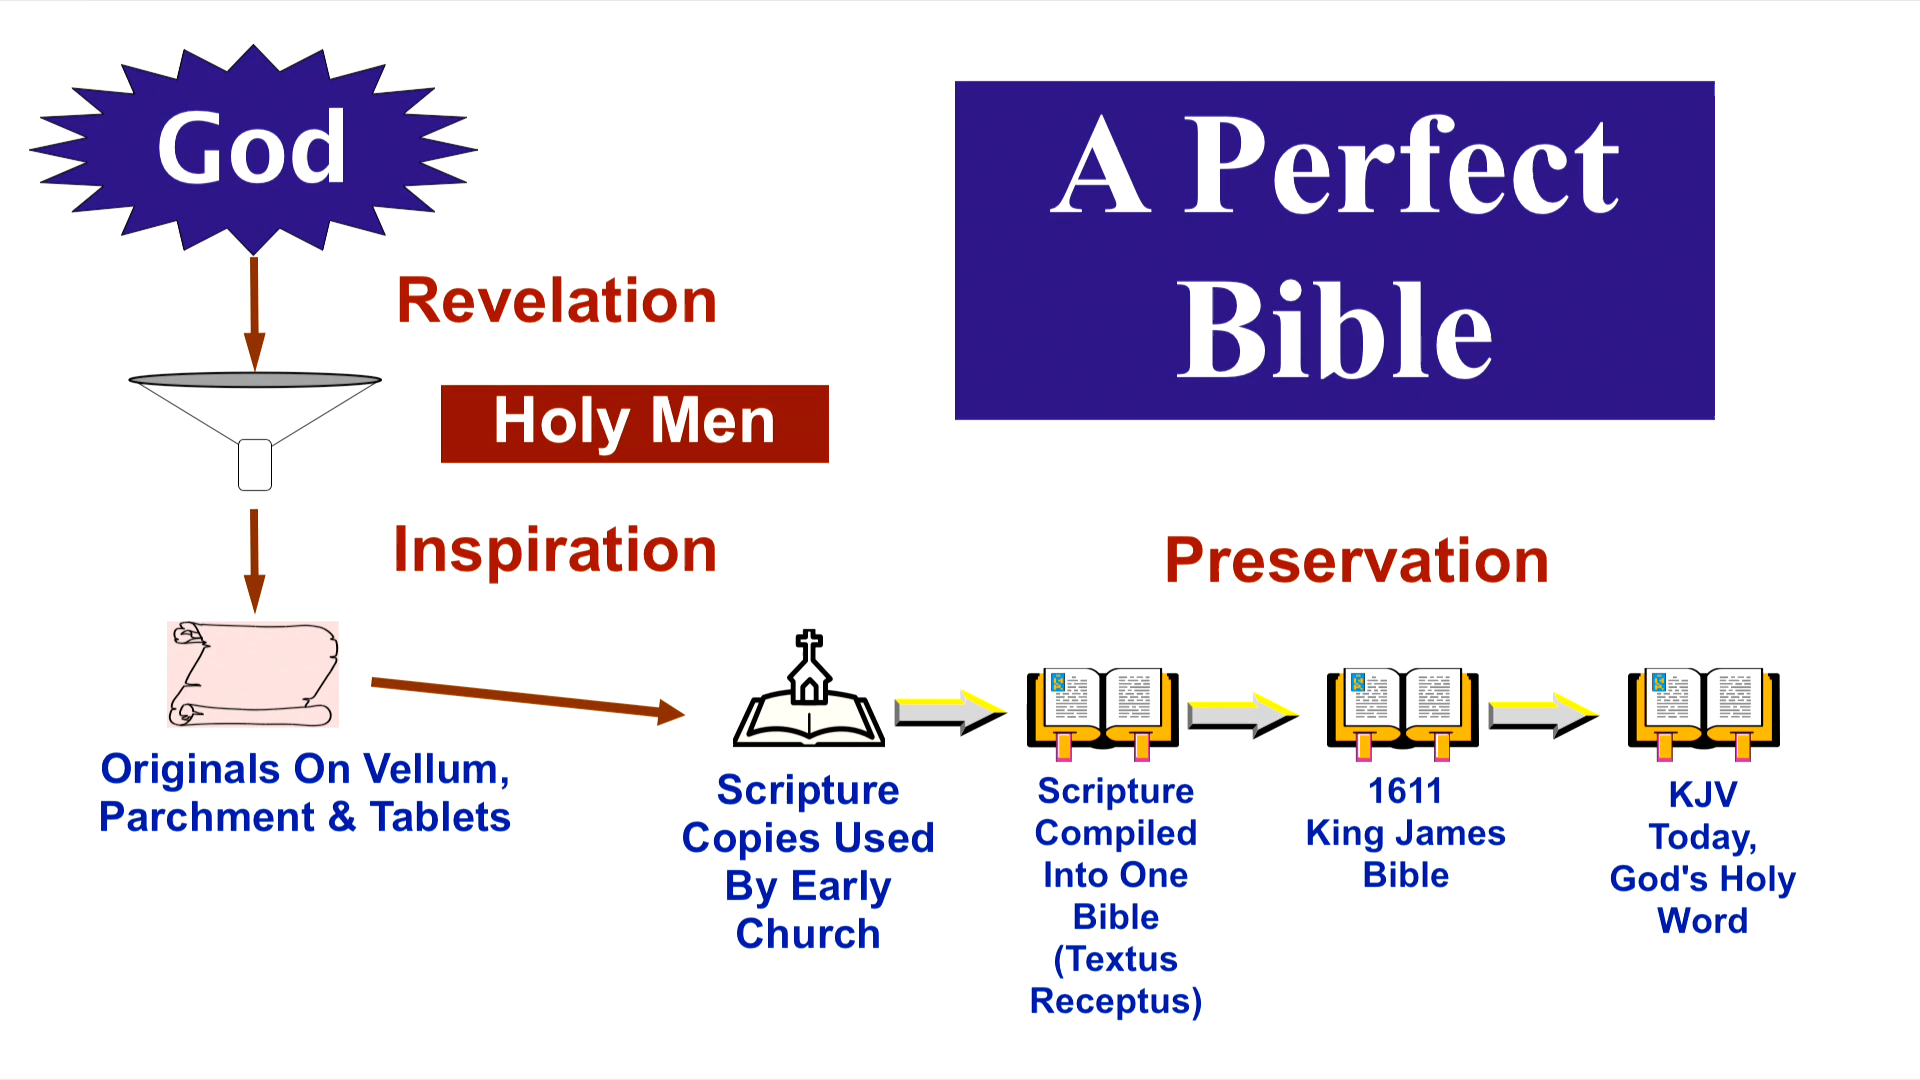 God
A Perfect
Bible
Revelation
Holy Men
Inspiration
Preservation
Originals On Vellum,
Parchment & Tablets
Scripture
Copies Used
By Early
Church
Scripture
Compiled
Into One
Bible
(Textus
Receptus)
1611
King James
Bible
KJV
Today,
God's Holy
Word